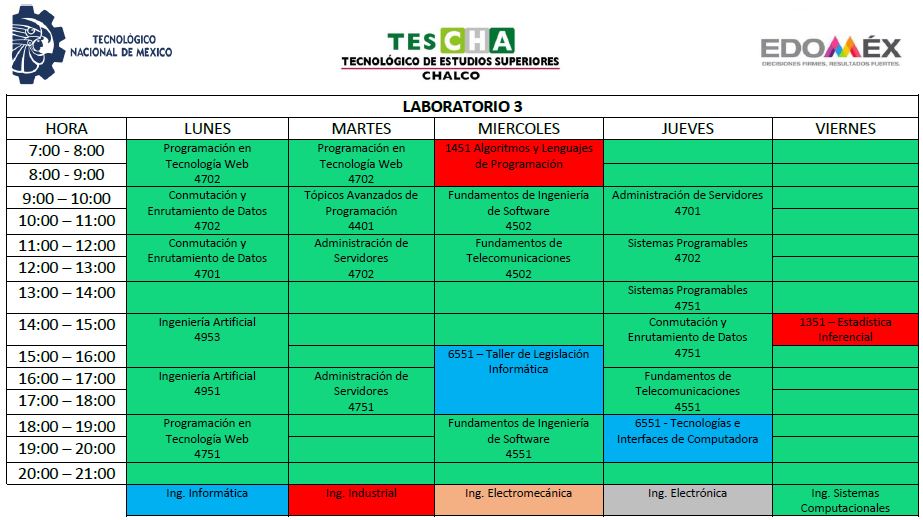 TECNOLÓGICO
NACIONAL DE MÉXICO
TESCHA
TECNOLÓGICO DE ESTUDIOS SUPERIORES
CHALCO
EDOMÉX
DECISIONES FIRMES, RESULTADOS FUERTES.
LABORATORIO 3
HORA LUNES MARTES MIERCOLES JUEVES VIERNES
7:00 - 8:00
8:00 - 9:00
Programación en
Tecnología Web
4702
Programación en
Tecnología Web
4702
1451 Algoritmos y Lenguajes
de Programación
9:00 – 10:00
10:00 – 11:00
Conmutación y
Enrutamiento de Datos
4702
Tópicos Avanzados de
Programación
4401
Fundamentos de Ingeniería
de Software
4502
Administración de Servidores
4701
11:00 – 12:00
12:00 – 13:00
Conmutación y
Enrutamiento de Datos
4701
Administración de
Servidores
4702
Fundamentos de
Telecomunicaciones
4502
Sistemas Programables
4702
13:00 – 14:00
Sistemas Programables
4751
14:00 – 15:00
15:00 – 16:00
Ingeniería Artificial
4953
Conmutación y
Enrutamiento de Datos
4751
1351 – Estadística
Inferencial
6551 – Taller de Legislación
Informática
16:00 – 17:00
17:00 – 18:00
Ingeniería Artificial
4951
Administración de
Servidores
4751
Fundamentos de
Telecomunicaciones
4551
18:00 – 19:00
19:00 – 20:00
Programación en
Tecnología Web
4751
Fundamentos de Ingeniería
de Software
4551
6551 - Tecnologías e
Interfaces de Computadora
20:00 – 21:00
Ing. Informática
Ing. Industrial
Ing. Electromecánica
Ing. Electrónica
Ing. Sistemas
Computacionales